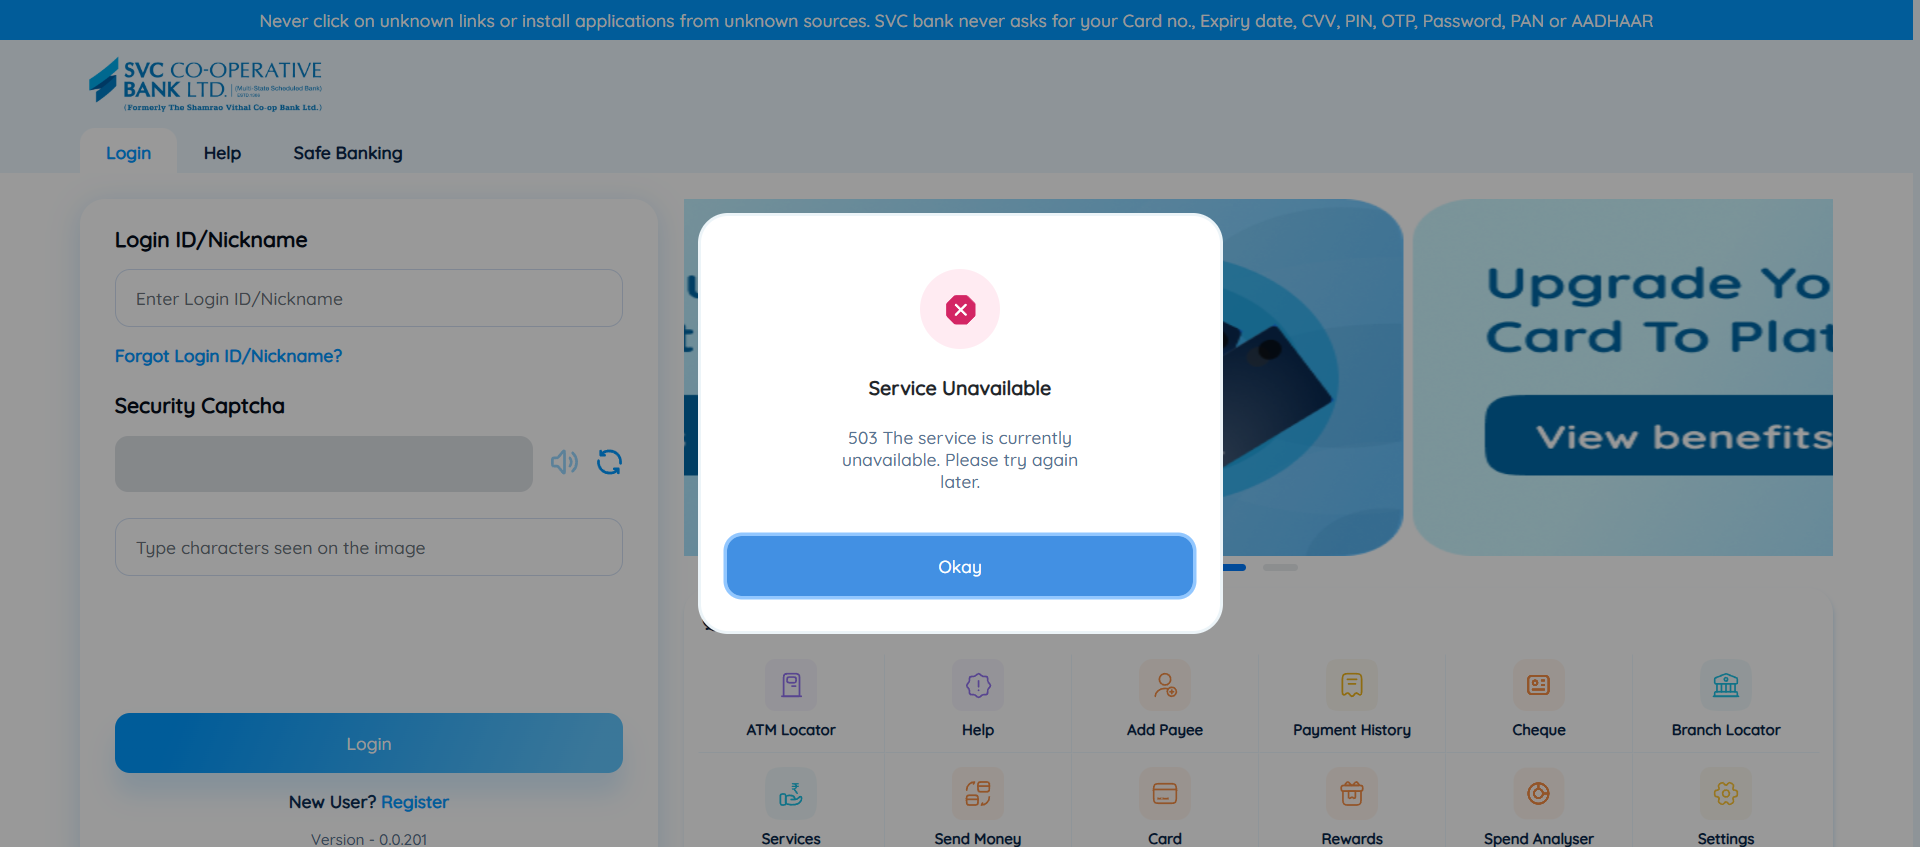 Never click on unknown links or install applications from unknown sources. SVC bank never asks for your Card no., Expiry date, CVV, PIN, OTP, Password, PAN or AADHAAR
SVC CO-OPERATIVE
BANK LTD. (Multi-State Scheduled Bank)
(Formerly The Shamrao Vithal Co-op Bank Ltd.)
Login
Help
Safe Banking
Login ID/Nickname
Enter Login ID/Nickname
Forgot Login ID/Nickname?
Security Captcha
Type characters seen on the image
Login
New User? Register
Version - 0.0.201
Service Unavailable
503 The service is currently
unavailable. Please try again
later.
Okay
Upgrade Yo
Card To Plat
View benefits
ATM Locator
Help
Add Payee
Payment History
Cheque
Branch Locator
Services
Send Money
Card
Rewards
Spend Analyser
Settings